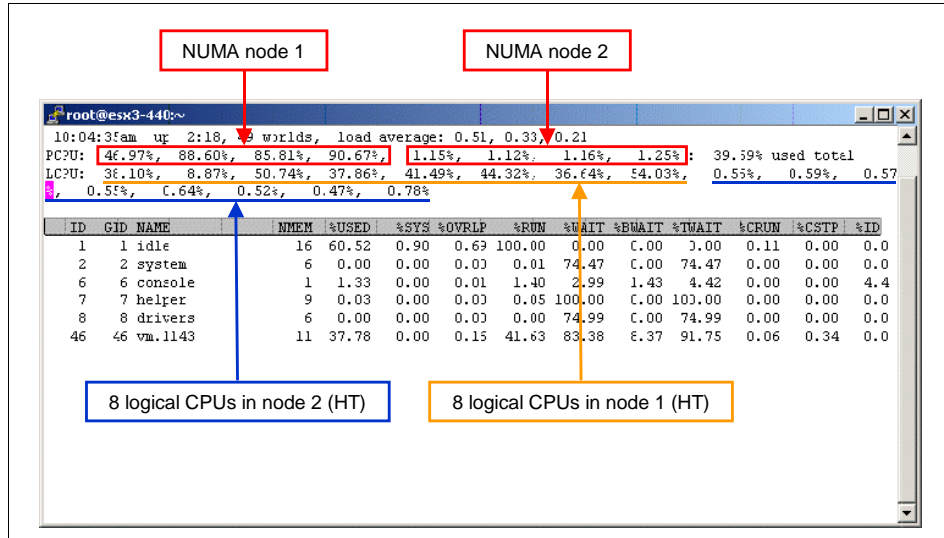 NUMA node 1 NUMA node 2
root@esx3-440:~
10:04:35am up 2:18, 49 worlds, load average: 0.51, 0.33, 0.21
PCPU: 46.97%, 88.60%, 85.81%, 90.67%, 1.15%, 1.12%, 1.16%, 1.25% : 39.59% used total
LCPU: 38.10%, 8.87%, 50.74%, 37.86%, 41.49%, 44.32%, 36.64%, 54.03%, 0.55%, 0.59%, 0.57
%, 0.55%, 0.64%, 0.52%, 0.47%, 0.78%
ID GID NAME NMEM %USED %SYS %OVRLP %RUN %WAIT %BWAIT %TWAIT %CRUN %CSTP %ID
1 1 idle 16 60.52 0.90 0.69 100.00 0.00 0.00 0.00 0.11 0.00 0.0
2 2 system 6 0.00 0.00 0.00 0.01 74.47 0.00 74.47 0.00 0.00 0.0
6 6 console 1 1.33 0.00 0.01 1.40 2.99 1.43 4.42 0.00 0.00 4.4
7 7 helper 9 0.03 0.00 0.00 0.05 100.00 0.00 100.00 0.00 0.00 0.0
8 8 drivers 6 0.00 0.00 0.00 0.00 74.99 0.00 74.99 0.00 0.00 0.0
46 46 vm.1143 11 37.78 0.00 0.15 41.63 83.38 8.37 91.75 0.06 0.34 0.0
8 logical CPUs in node 2 (HT) 8 logical CPUs in node 1 (HT)